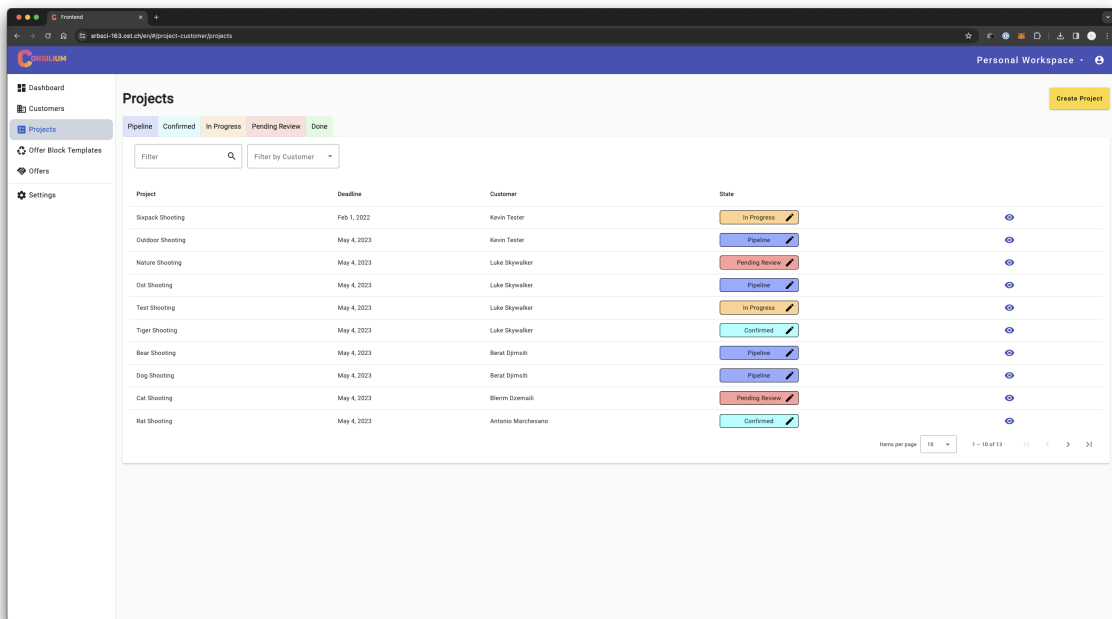 Frontend
srbsci-163.ost.ch/en/#/project-customer/projects
CONSILIUM
Personal Workspace
Dashboard
Customers
Projects
Offer Block Templates
Offers
Settings
Projects
Create Project
Pipeline Confirmed In Progress Pending Review Done
Filter Filter by Customer
Project Deadline Customer State
Sixpack Shooting Feb 1, 2022 Kevin Tester In Progress
Outdoor Shooting May 4, 2023 Kevin Tester Pipeline
Nature Shooting May 4, 2023 Luke Skywalker Pending Review
Ost Shooting May 4, 2023 Luke Skywalker Pipeline
Test Shooting May 4, 2023 Luke Skywalker In Progress
Tiger Shooting May 4, 2023 Luke Skywalker Confirmed
Bear Shooting May 4, 2023 Berat Djimsiti Pipeline
Dog Shooting May 4, 2023 Berat Djimsiti Pipeline
Cat Shooting May 4, 2023 Blerim Dzemaili Pending Review
Rat Shooting May 4, 2023 Antonio Marchesano Confirmed
Items per page 10 1 – 10 of 13